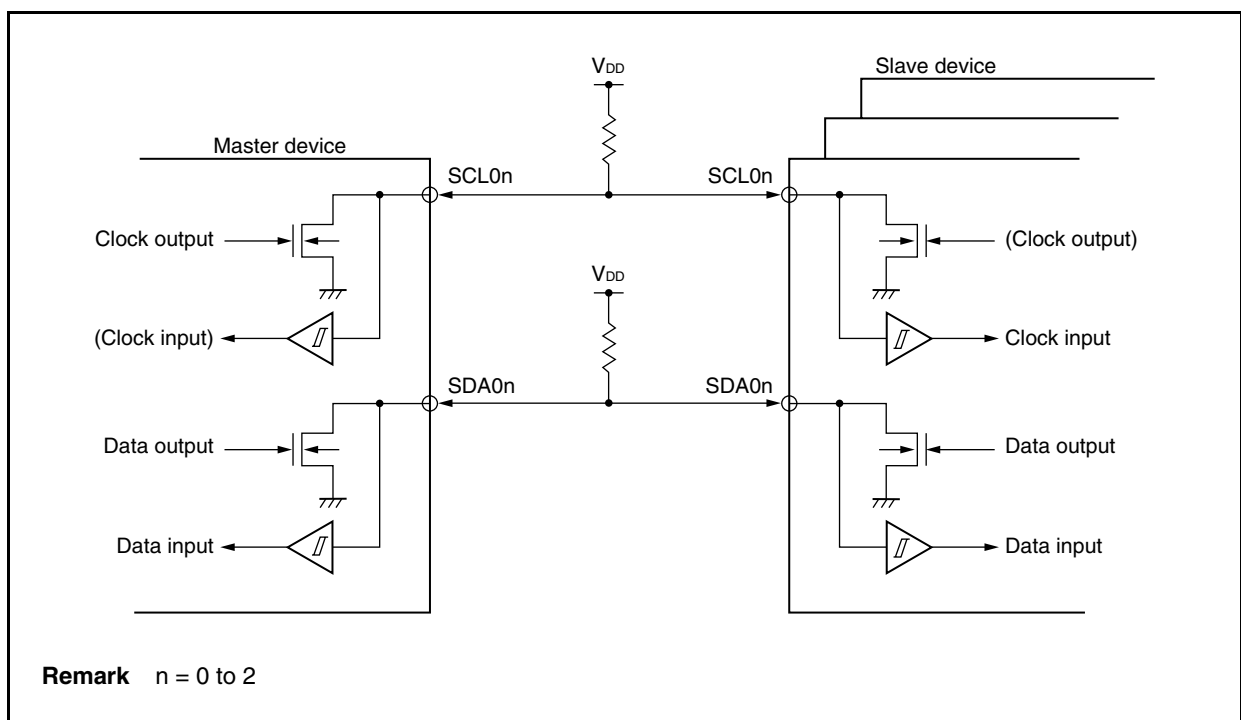 VDD
Slave device
Master device
SCL0n
SCL0n
Clock output
(Clock output)
VDD
(Clock input)
Clock input
SDA0n
SDA0n
Data output
Data output
Data input
Data input
Remark n = 0 to 2